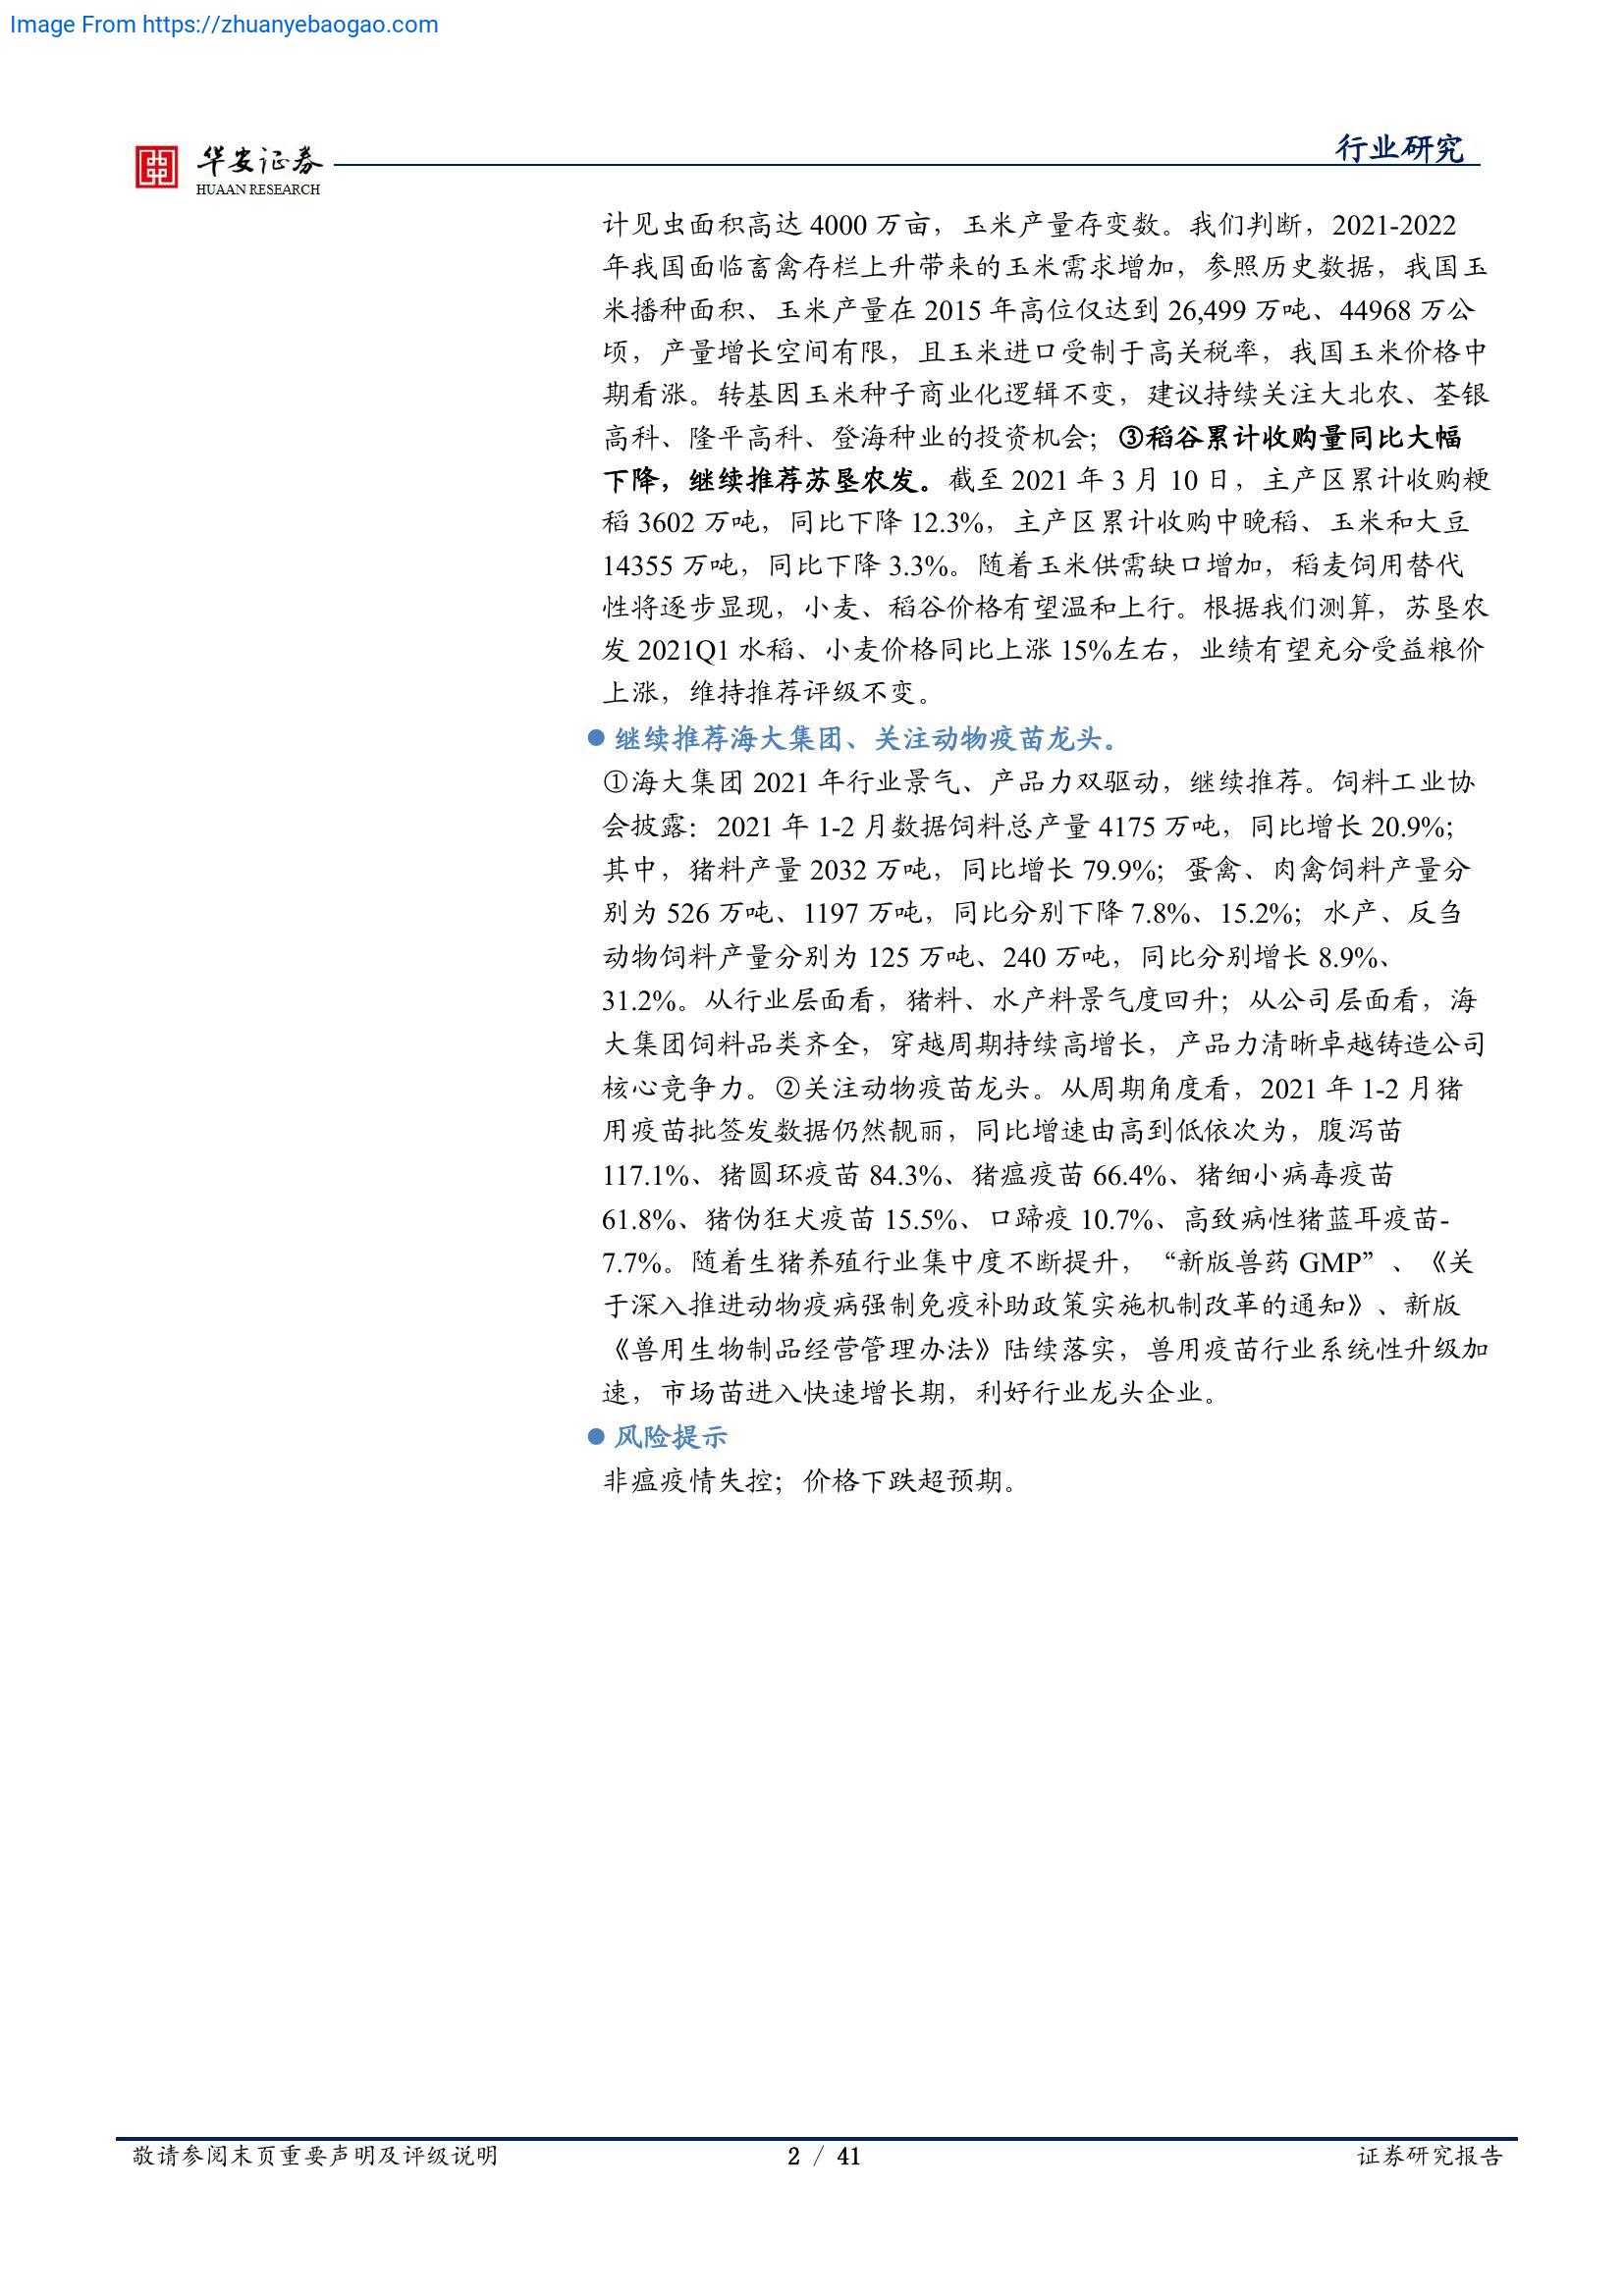 Image From https://zhuanyebaogao.com
华安证券
HUAAN RESEARCH
行业研究
计见虫面积高达 4000 万亩，玉米产量存变数。我们判断，2021-2022
年我国面临畜禽存栏上升带来的玉米需求增加，参照历史数据，我国玉
米播种面积、玉米产量在 2015 年高位仅达到 26,499 万吨、44968 万公
顷，产量增长空间有限，且玉米进口受制于高关税率，我国玉米价格中
期看涨。转基因玉米种子商业化逻辑不变，建议持续关注大北农、荃银
高科、隆平高科、登海种业的投资机会；③稻谷累计收购量同比大幅
下降，继续推荐苏垦农发。截至 2021 年 3 月 10 日，主产区累计收购粳
稻 3602 万吨，同比下降 12.3%，主产区累计收购中晚稻、玉米和大豆
14355 万吨，同比下降 3.3%。随着玉米供需缺口增加，稻麦饲用替代
性将逐步显现，小麦、稻谷价格有望温和上行。根据我们测算，苏垦农
发 2021Q1 水稻、小麦价格同比上涨 15%左右，业绩有望充分受益粮价
上涨，维持推荐评级不变。
● 继续推荐海大集团、关注动物疫苗龙头。
①海大集团 2021 年行业景气、产品力双驱动，继续推荐。饲料工业协
会披露：2021 年 1-2 月数据饲料总产量 4175 万吨，同比增长 20.9%；
其中，猪料产量 2032 万吨，同比增长 79.9%；蛋禽、肉禽饲料产量分
别为 526 万吨、1197 万吨，同比分别下降 7.8%、15.2%；水产、反刍
动物饲料产量分别为 125 万吨、240 万吨，同比分别增长 8.9%、
31.2%。从行业层面看，猪料、水产料景气度回升；从公司层面看，海
大集团饲料品类齐全，穿越周期持续高增长，产品力清晰卓越铸造公司
核心竞争力。②关注动物疫苗龙头。从周期角度看，2021 年 1-2 月猪
用疫苗批签发数据仍然靓丽，同比增速由高到低依次为，腹泻苗
117.1%、猪圆环疫苗 84.3%、猪瘟疫苗 66.4%、猪细小病毒疫苗
61.8%、猪伪狂犬疫苗 15.5%、口蹄疫 10.7%、高致病性猪蓝耳疫苗-
7.7%。随着生猪养殖行业集中度不断提升，“新版兽药 GMP”、《关
于深入推进动物疫病强制免疫补助政策实施机制改革的通知》、新版
《兽用生物制品经营管理办法》陆续落实，兽用疫苗行业系统性升级加
速，市场苗进入快速增长期，利好行业龙头企业。
● 风险提示
非瘟疫情失控；价格下跌超预期。
敬请参阅末页重要声明及评级说明
2 / 41
证券研究报告